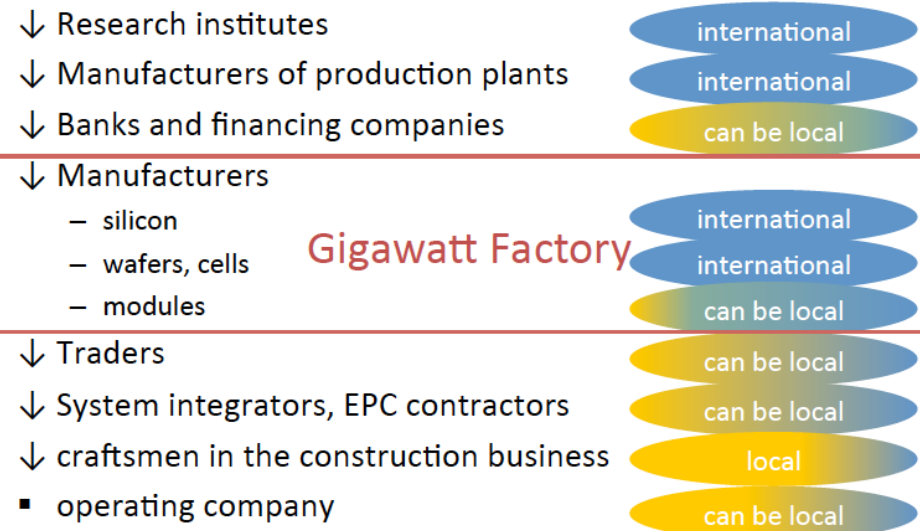 ↓ Research institutes international
↓ Manufacturers of production plants international
↓ Banks and financing companies can be local
↓ Manufacturers
– silicon international
Gigawatt Factory
– wafers, cells international
– modules can be local
↓ Traders can be local
↓ System integrators, EPC contractors can be local
↓ craftsmen in the construction business local
▪ operating company can be local